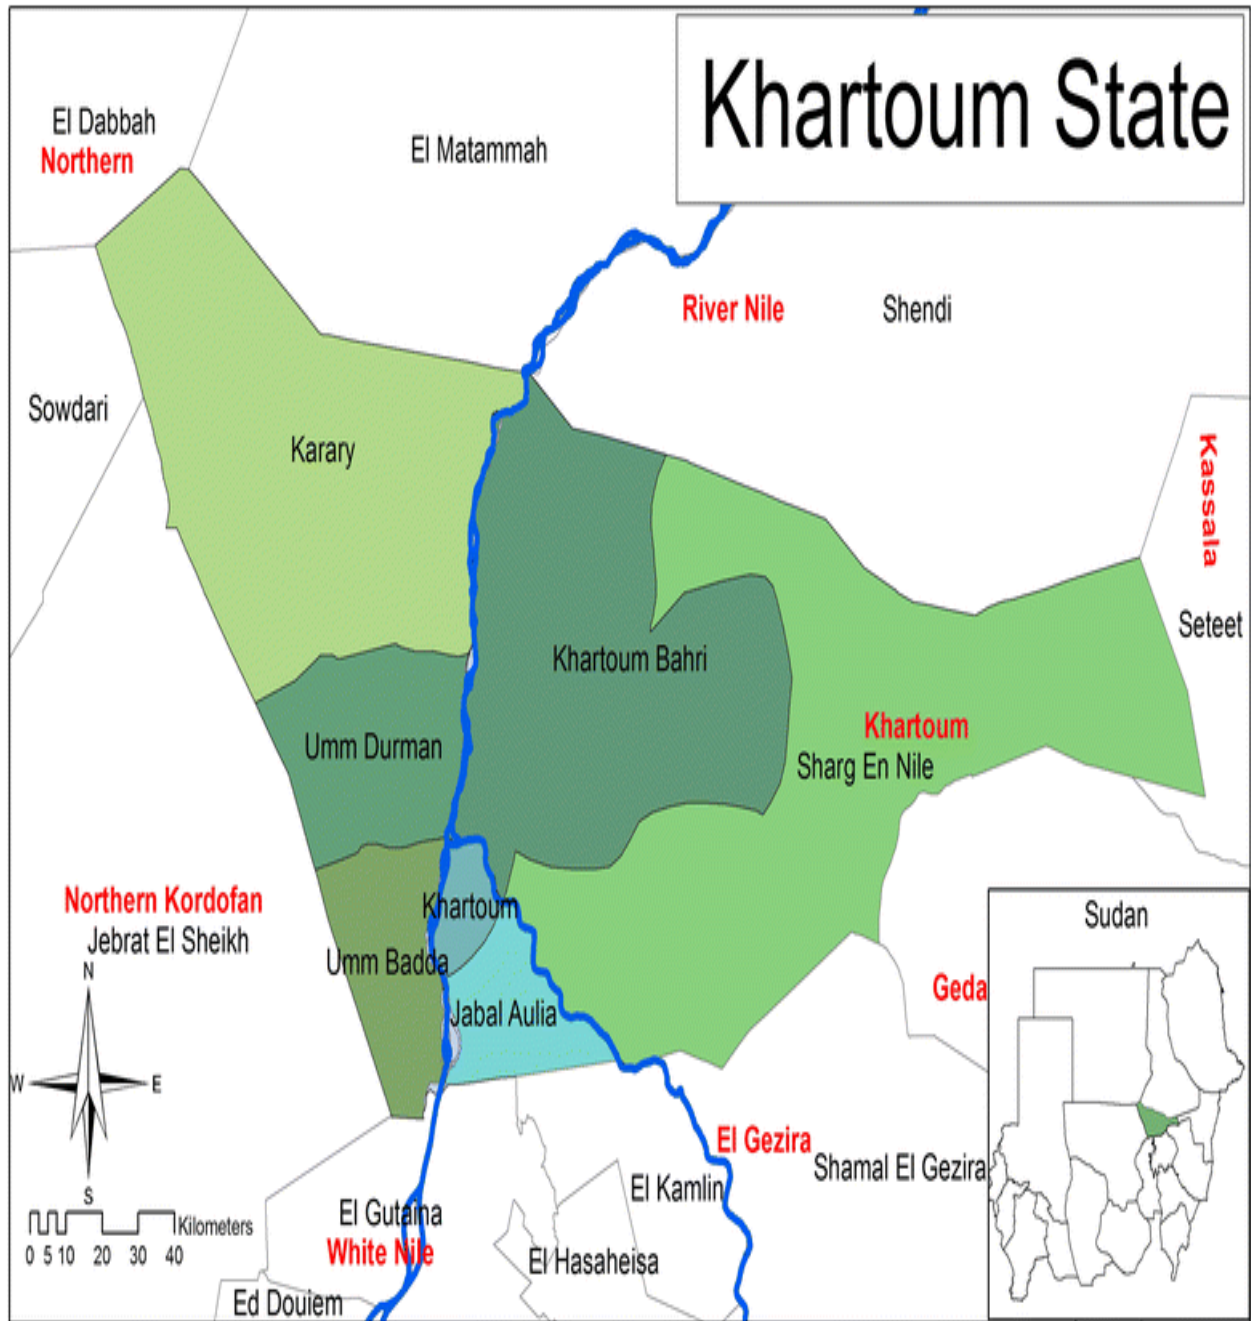 Khartoum State
El Dabbah
Northern
El Matammah
River Nile
Shendi
Sowdari
Karary
Kassala
Seteet
Khartoum Bahri
Khartoum
Sharg En Nile
Umm Durman
Northern Kordofan
Jebrat El Sheikh
Khartoum
Umm Badda
Jabal Aulia
Geda
Sudan
N
W E
S
El Gezira
Shamal El Gezira
El Kamlin
El Gutaina
White Nile
El Hasaheisa
Ed Douiem
Kilometers
0 5 10 20 30 40